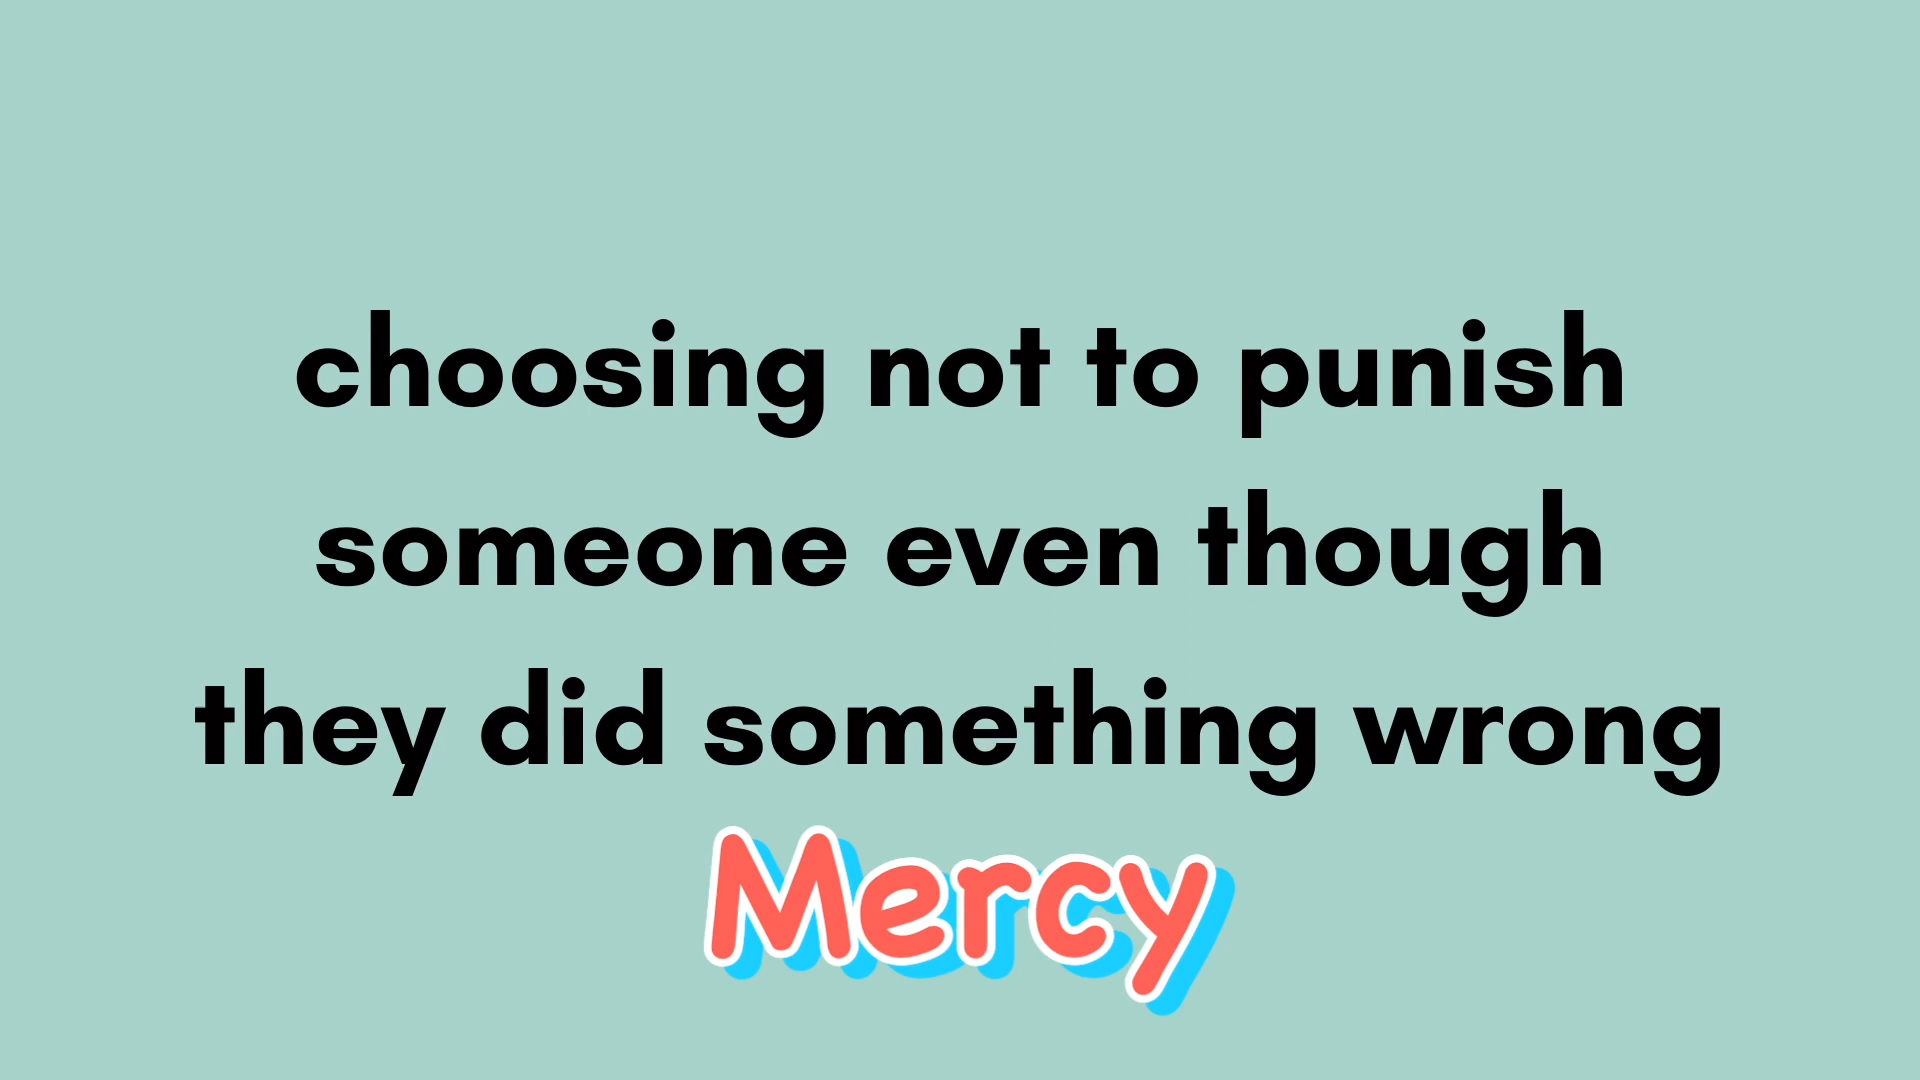 choosing not to punish
someone even though
they did something wrong
Mercy